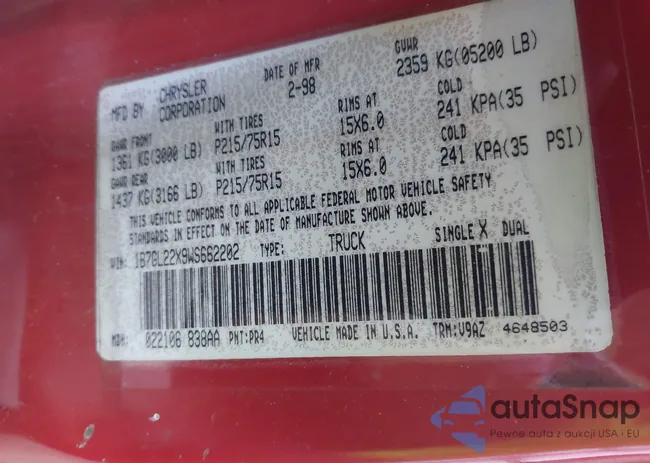 MFD BY CHRYSLER CORPORATION DATE OF MFR 2-98 GVWR 2359 KG(05200 LB)
GAWR FRONT WITH TIRES RIMS AT COLD
1361 KG(3000 LB) P215/75R15 15X6.0 241 KPA(35 PSI)
GAWR REAR WITH TIRES RIMS AT COLD
1437 KG(3166 LB) P215/75R15 15X6.0 241 KPA(35 PSI)
THIS VEHICLE CONFORMS TO ALL APPLICABLE FEDERAL MOTOR VEHICLE SAFETY
STANDARDS IN EFFECT ON THE DATE OF MANUFACTURE SHOWN ABOVE.
VIN: 1B7GL22X9WS662202 TYPE: TRUCK SINGLE X DUAL
MDH: 022106 838AA PNT:PR4 VEHICLE MADE IN U.S.A. TRM:V9AZ 4648503
autaSnap
Pewne auta z aukcji USA i EU